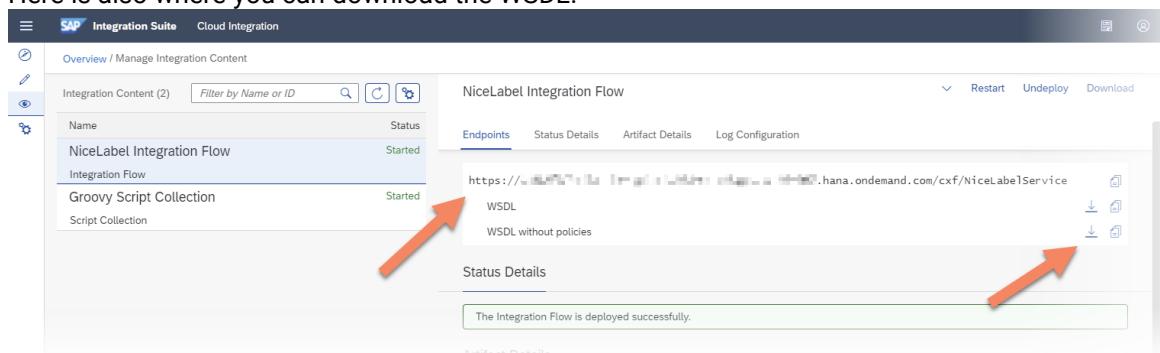 Here is also where you can download the WSDL.
SAP Integration Suite Cloud Integration
Overview / Manage Integration Content
Integration Content (2) Filter by Name or ID
Name Status
NiceLabel Integration Flow Started
Integration Flow
Groovy Script Collection Started
Script Collection
NiceLabel Integration Flow Restart Undeploy Download
Endpoints Status Details Artifact Details Log Configuration
https:// .hana.ondemand.com/cxf/NiceLabelService
WSDL
WSDL without policies
Status Details
The Integration Flow is deployed successfully.
Artifact Details